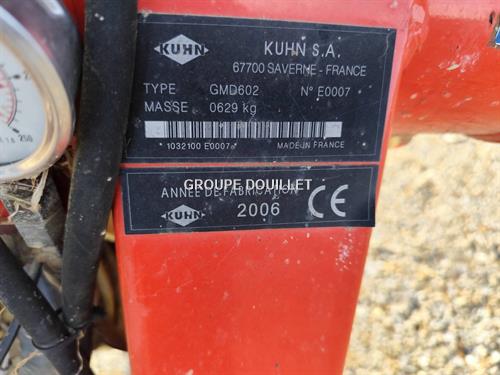 KUHN
KUHN S.A.
67700 SAVERNE - FRANCE
TYPE GMD602 N° E0007
MASSE 0629 kg
1032100 E0007 MADE IN FRANCE
GROUPE DOUILLET
ANNEE DE FABRICATION
KUHN 2006 CE
250